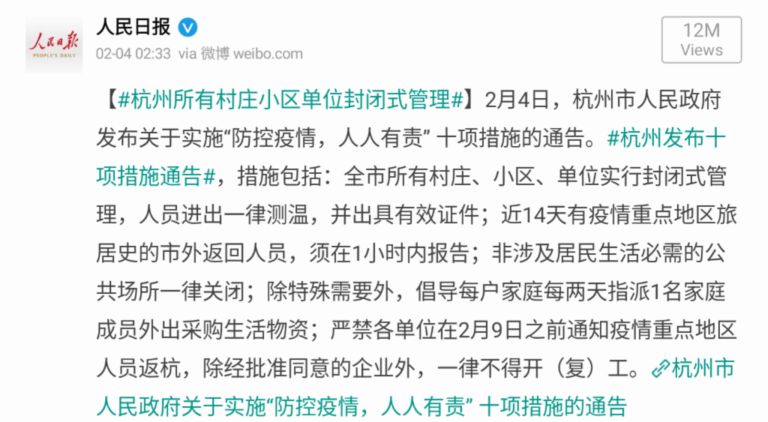 人民日报
人民日报
PEOPLE'S DAILY
02-04 02:33 via 微博 weibo.com
12M
Views
【#杭州所有村庄小区单位封闭式管理#】2月4日，杭州市人民政府
发布关于实施“防控疫情，人人有责” 十项措施的通告。#杭州发布十
项措施通告#，措施包括：全市所有村庄、小区、单位实行封闭式管
理，人员进出一律测温，并出具有效证件；近14天有疫情重点地区旅
居史的市外返回人员，须在1小时内报告；非涉及居民生活必需的公
共场所一律关闭；除特殊需要外，倡导每户家庭每两天指派1名家庭
成员外出采购生活物资；严禁各单位在2月9日之前通知疫情重点地区
人员返杭，除经批准同意的企业外，一律不得开（复）工。杭州市
人民政府关于实施“防控疫情，人人有责” 十项措施的通告